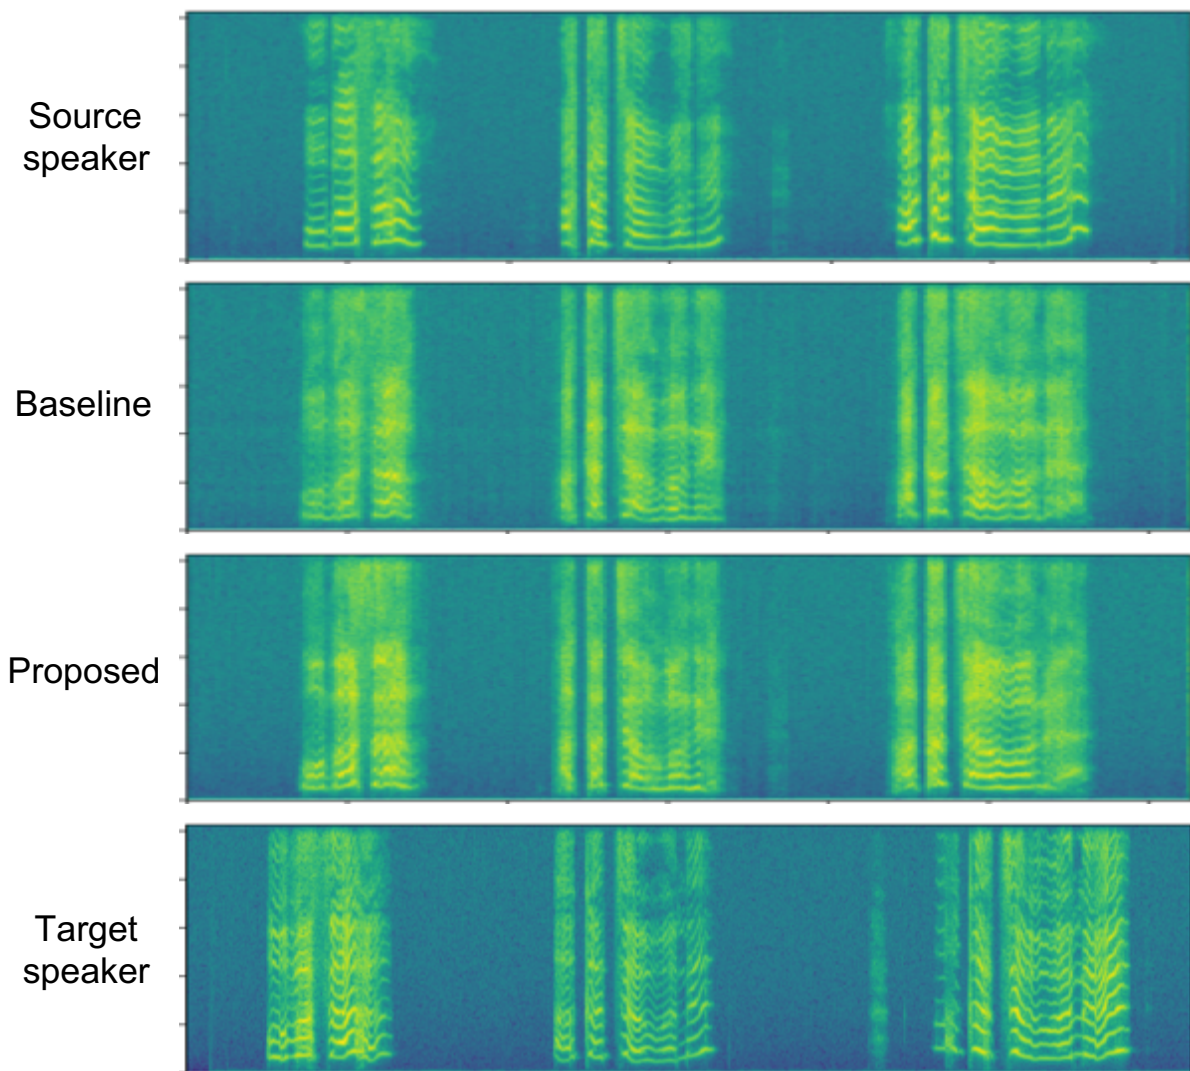 Source
speaker
Baseline
Proposed
Target
speaker